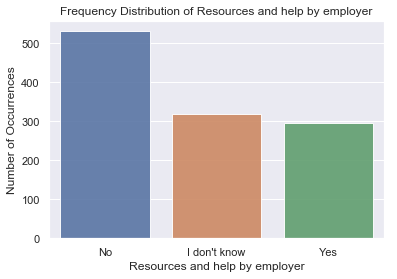 Frequency Distribution of Resources and help by employer
Number of Occurrences
500
400
300
200
100
0
No
I don't know
Yes
Resources and help by employer